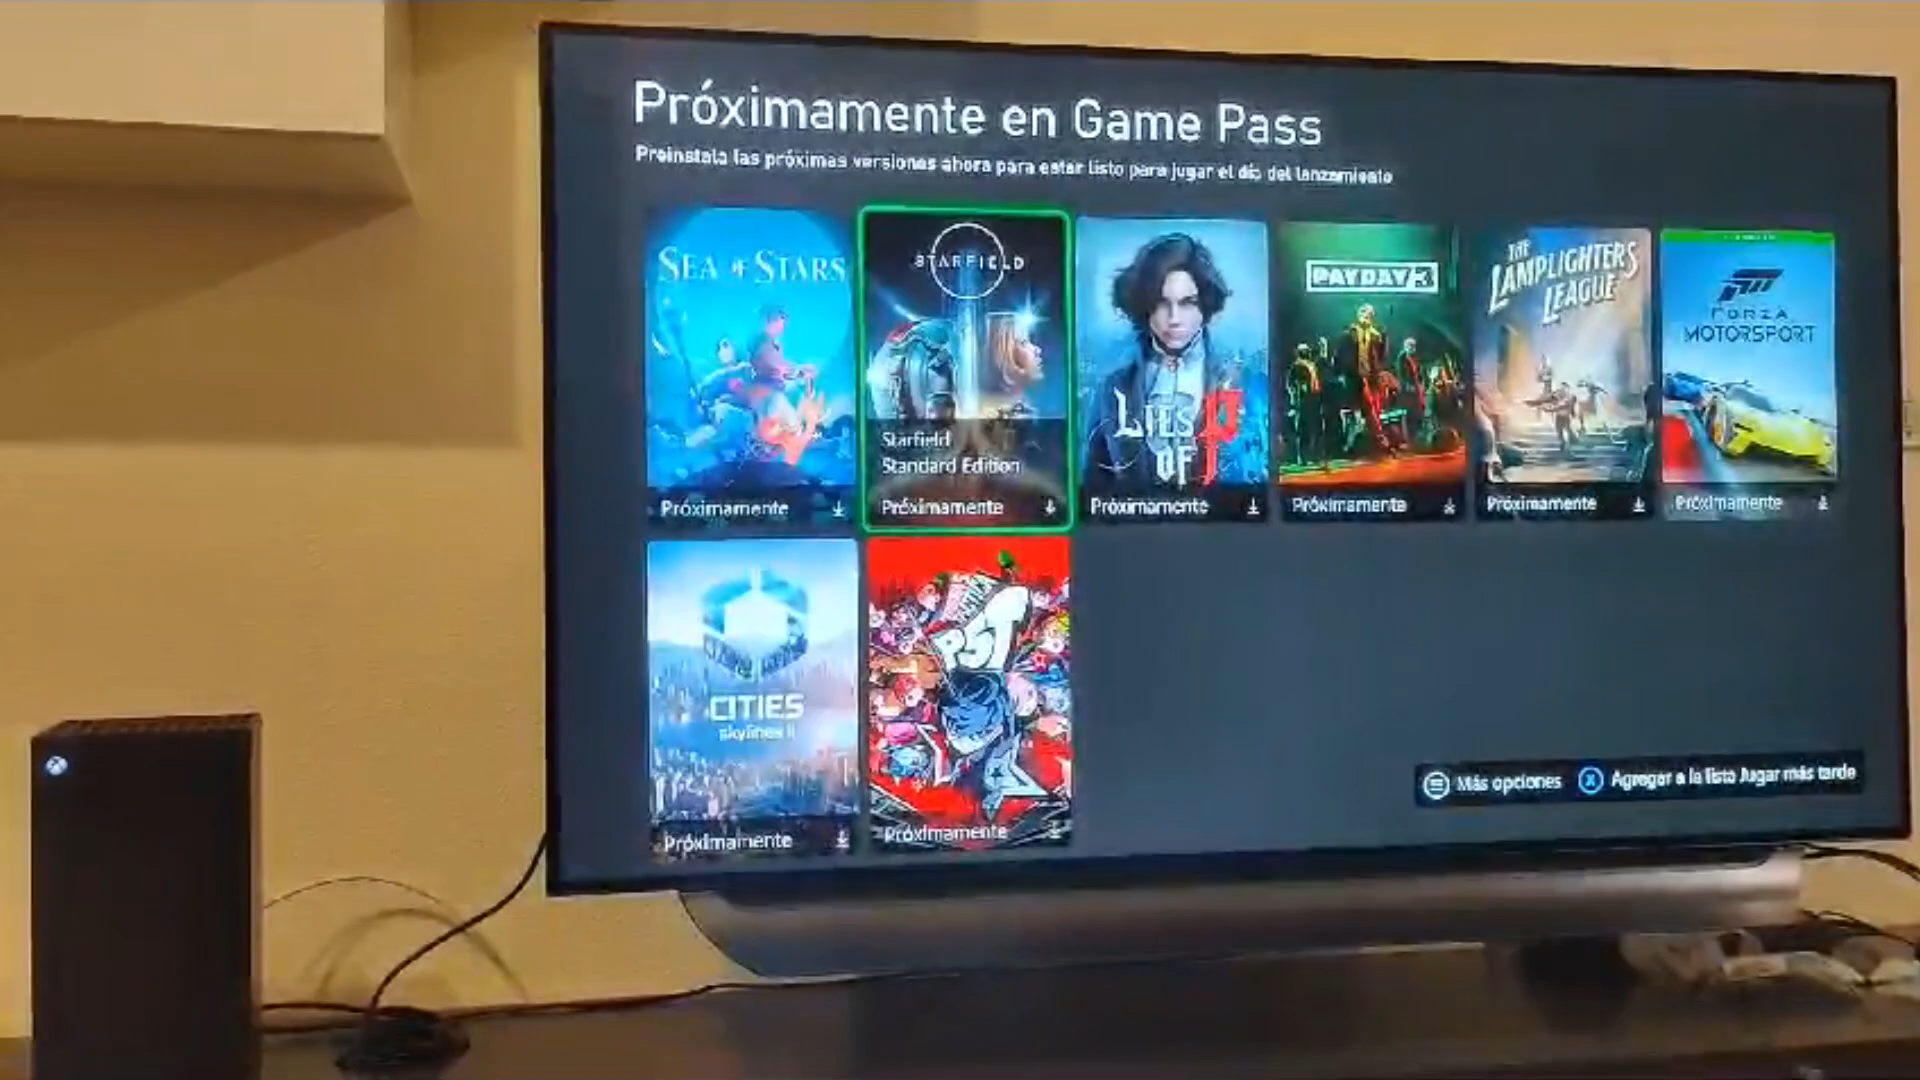 Próximamente en Game Pass
Preinstala las próximas versiones ahora para estar listo para jugar el día del lanzamiento
SEA OF STARS
STARFIELD
LIES OF P
PAYDAY 3
THE LAMPLIGHTERS LEAGUE
FORZA MOTORSPORT
Starfield
Standard Edition
Próximamente
Próximamente
Próximamente
Próximamente
Próximamente
Próximamente
CITIES
skylines II
P5T
Próximamente
Próximamente
Más opciones
X Agregar a la lista Jugar más tarde